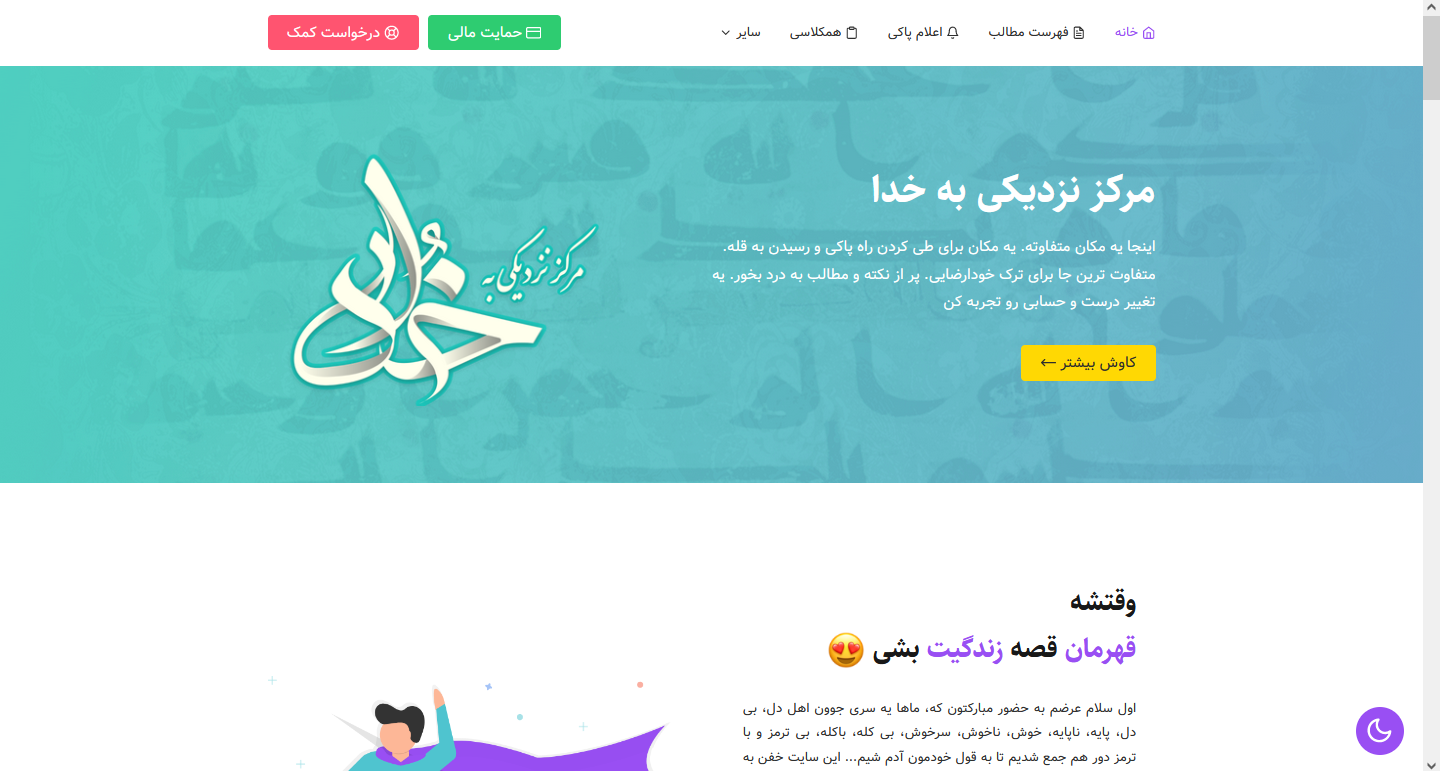 خانه
فهرست مطالب
اعلام پاکی
همکلاسی
سایر
حمایت مالی
درخواست کمک
مرکز نزدیکی به خدا
اینجا یه مکان متفاوته. یه مکان برای طی کردن راه پاکی و رسیدن به قله.
متفاوت ترین جا برای ترک خودارضایی. پر از نکته و مطالب به درد بخور. یه
تغییر درست و حسابی رو تجربه کن
کاوش بیشتر ←
مرکز نزدیکی به
خدا
وقتشه
قهرمان قصه زندگیت بشی 😍
اول سلام عرضم به حضور مبارکتون که، ماها یه سری جوون اهل دل، بی
دل، پایه، ناپایه، خوش، ناخوش، سرخوش، بی کله، باکله، بی ترمز و با
ترمز دور هم جمع شدیم تا به قول خودمون آدم شیم... این سایت خفن به